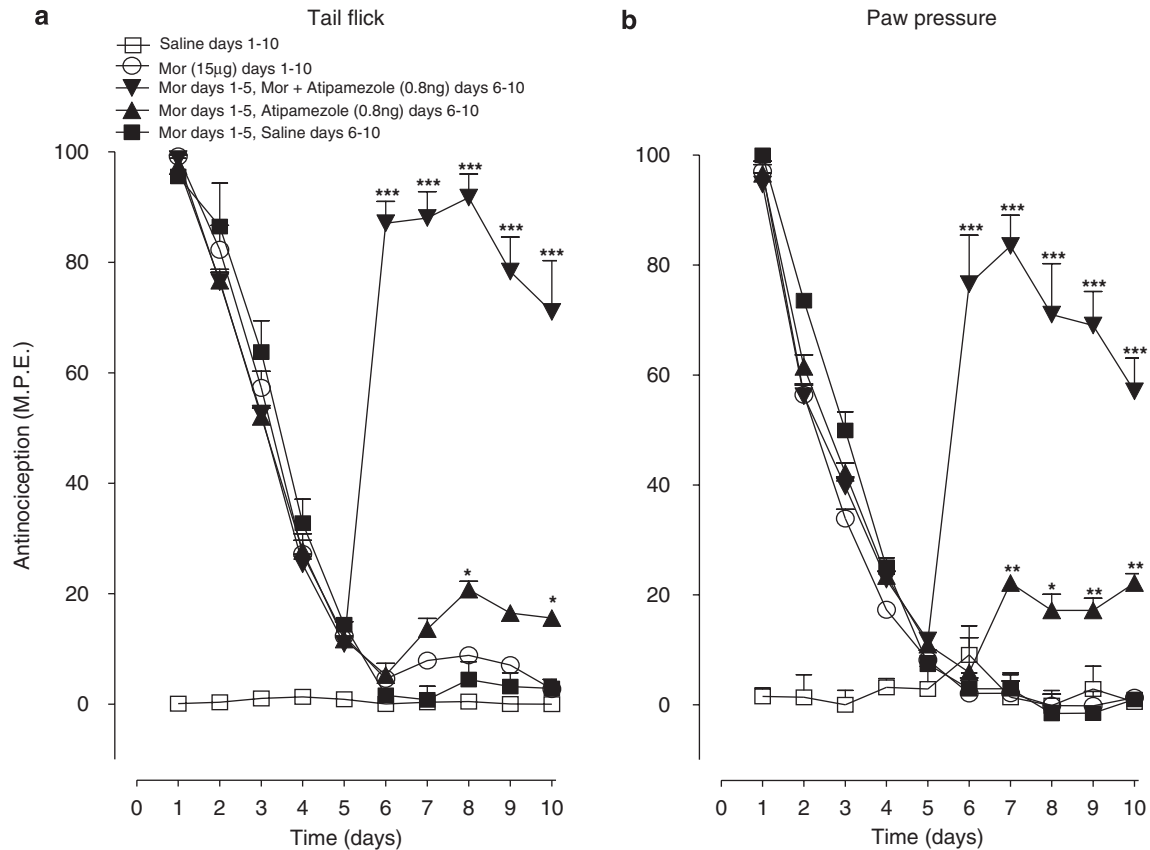 a
Tail flick
Saline days 1-10
Mor (15μg) days 1-10
Mor days 1-5, Mor + Atipamezole (0.8ng) days 6-10
Mor days 1-5, Atipamezole (0.8ng) days 6-10
Mor days 1-5, Saline days 6-10
Antinociception (M.P.E.)
100
80
60
40
20
0
*** *** *** *** ***
* *
0 1 2 3 4 5 6 7 8 9 10
Time (days)
b
Paw pressure
100
80
60
40
20
0
*** *** *** *** ***
** * ** **
0 1 2 3 4 5 6 7 8 9 10
Time (days)